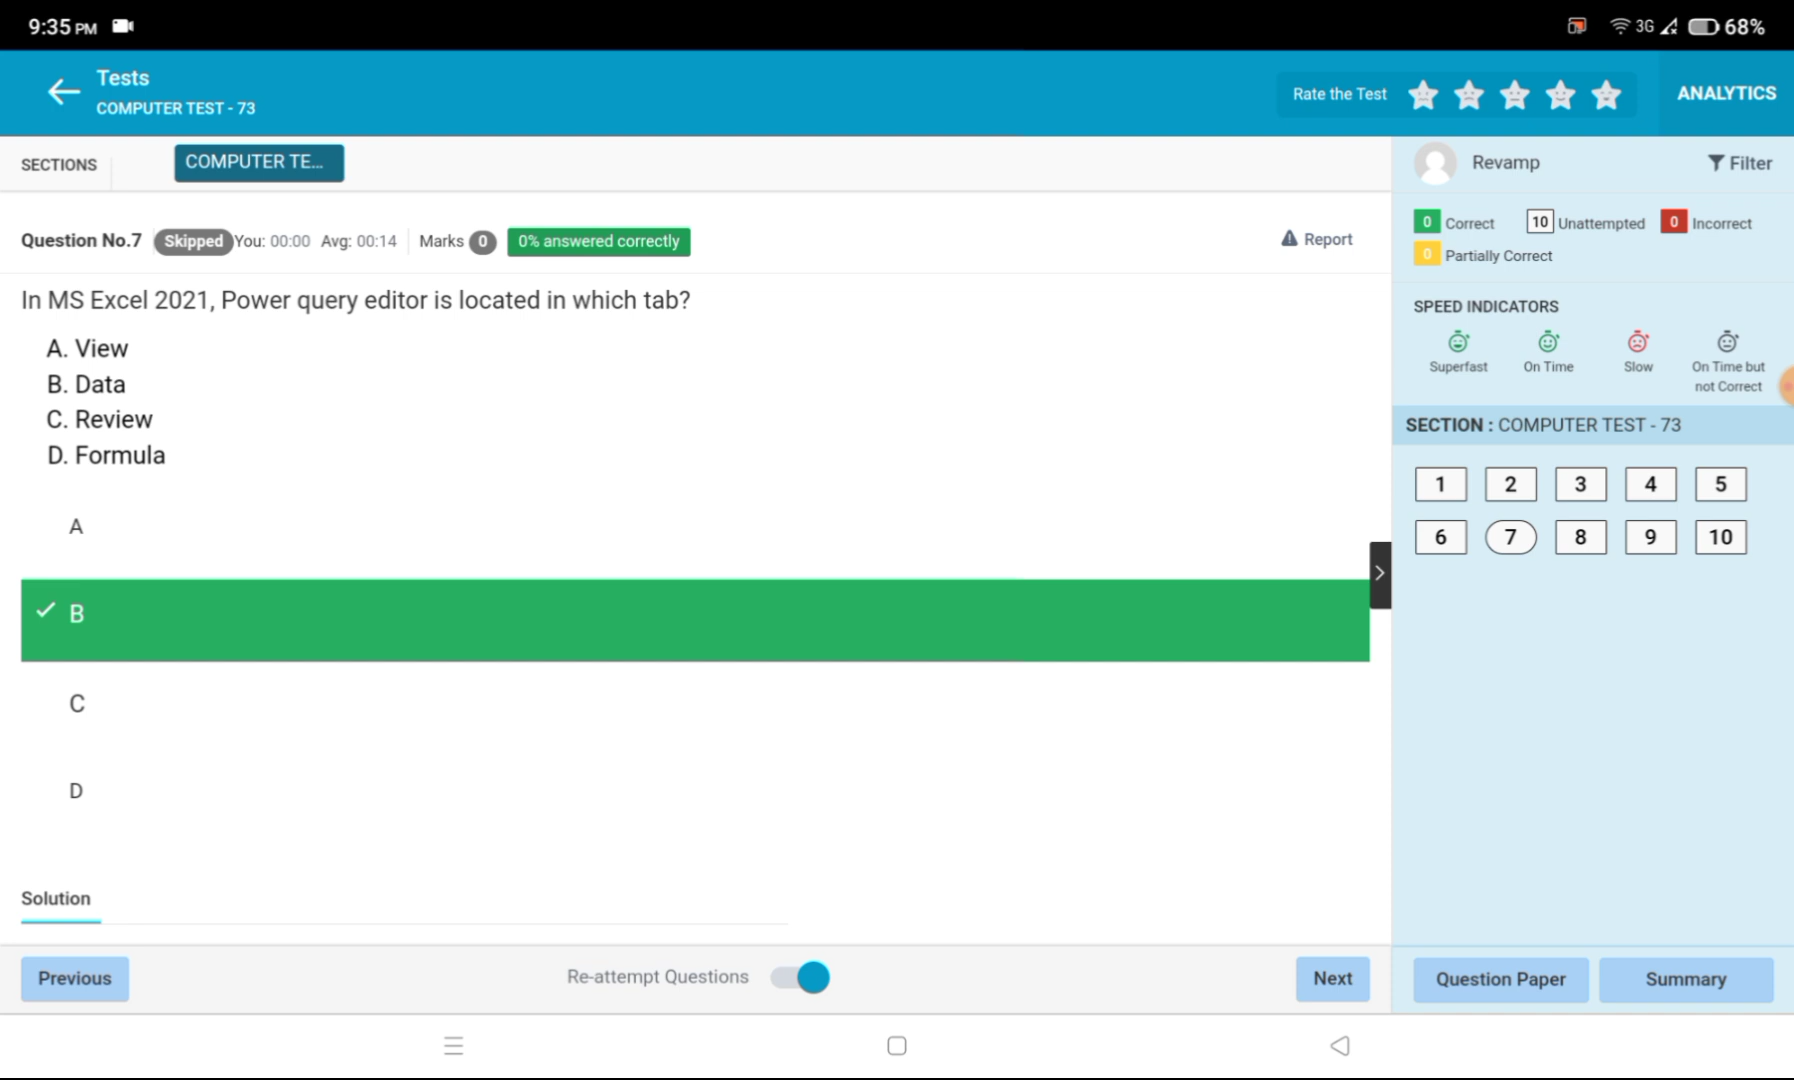 9:35 PM 3G 68%
Tests
COMPUTER TEST - 73
Rate the Test
ANALYTICS
SECTIONS
COMPUTER TE...
Revamp
Filter
Question No.7 Skipped You: 00:00 Avg: 00:14 Marks 0 0% answered correctly
Report
0 Correct 10 Unattempted 0 Incorrect
0 Partially Correct
In MS Excel 2021, Power query editor is located in which tab?
A. View
B. Data
C. Review
D. Formula
A
B
C
D
SPEED INDICATORS
Superfast
On Time
Slow
On Time but
not Correct
SECTION : COMPUTER TEST - 73
1 2 3 4 5
6 7 8 9 10
Solution
Previous
Re-attempt Questions
Next
Question Paper
Summary